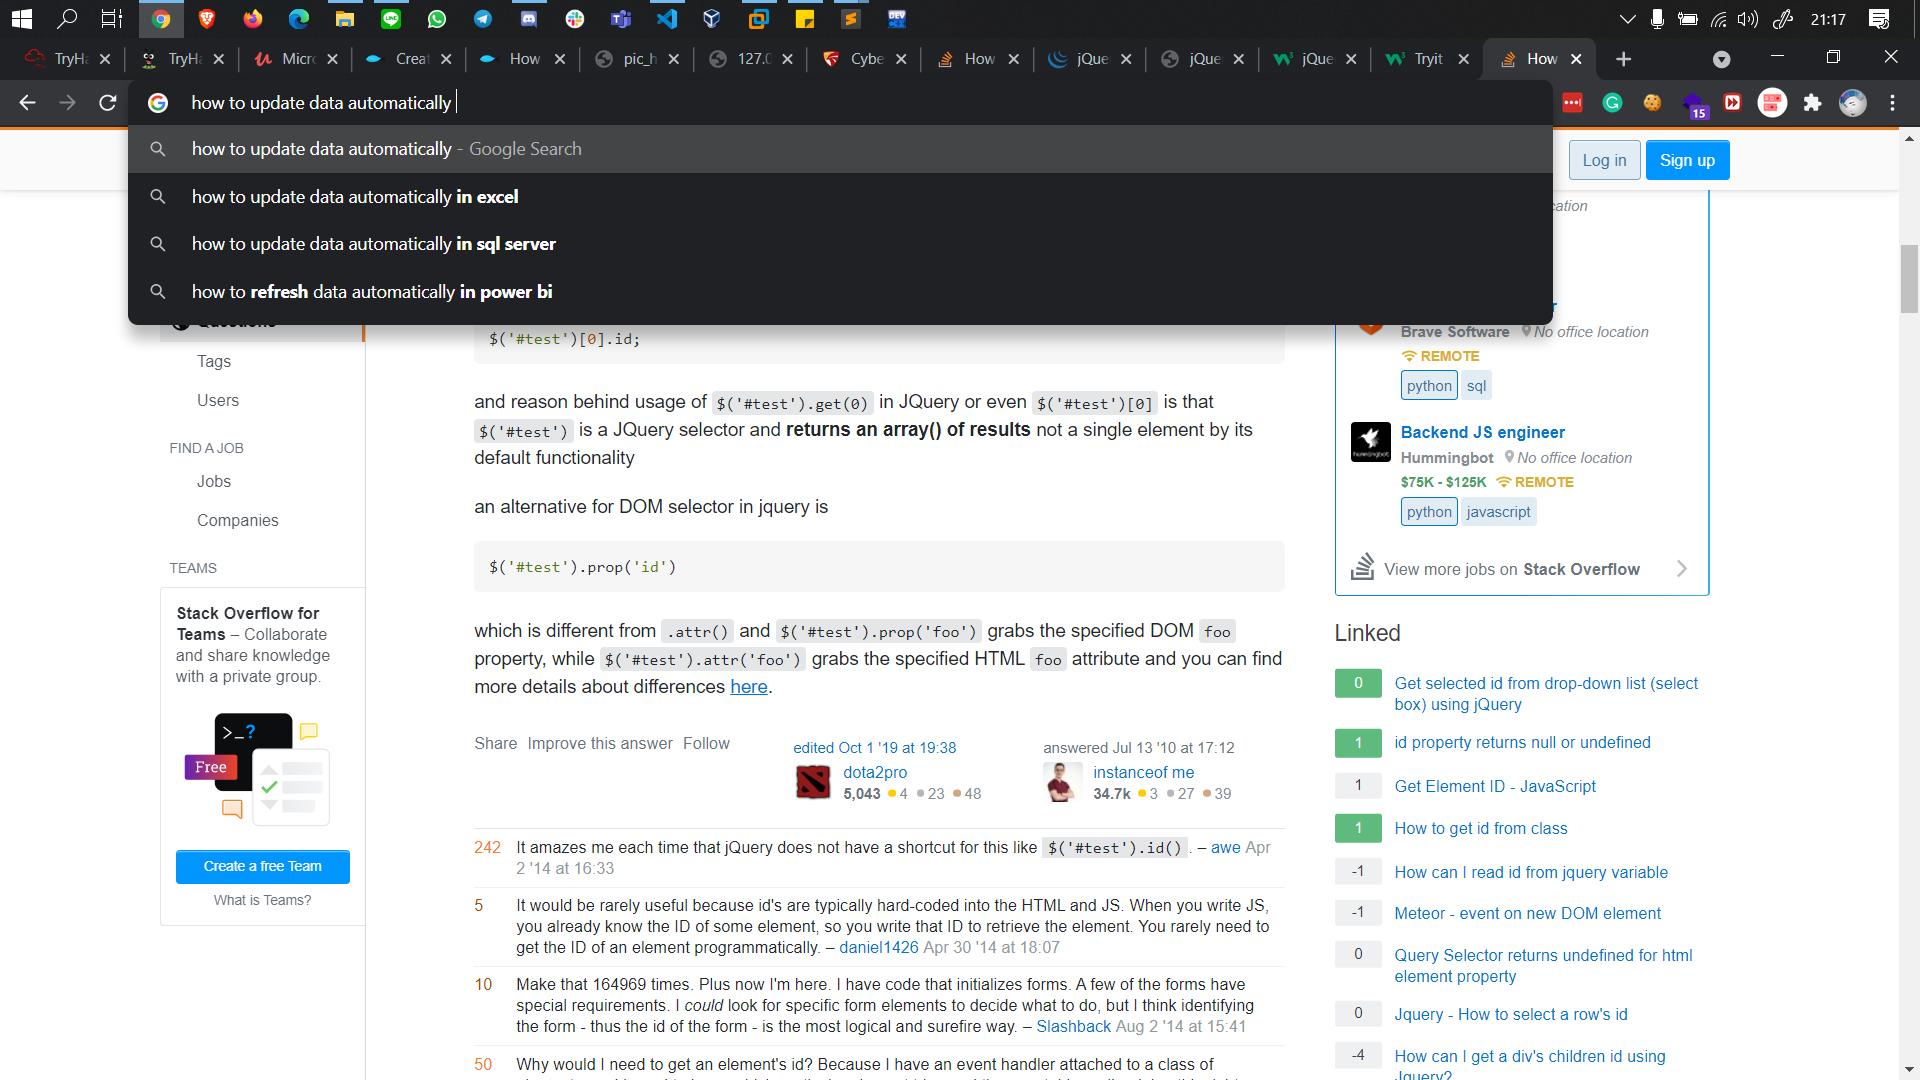 21:17
TryHa
TryHa
Micro
Creat
How
pic_h
127.0
Cybe
How
jQue
jQue
jQue
Tryit
How
how to update data automatically
15
how to update data automatically - Google Search
how to update data automatically in excel
how to update data automatically in sql server
how to refresh data automatically in power bi
Log in
Sign up
Questions
Tags
Users
FIND A JOB
Jobs
Companies
TEAMS
Stack Overflow for
Teams – Collaborate
and share knowledge
with a private group.
>_?
Free
Create a free Team
What is Teams?
$('#test')[0].id;
and reason behind usage of $('#test').get(0) in JQuery or even $('#test')[0] is that
$('#test') is a JQuery selector and returns an array() of results not a single element by its
default functionality
an alternative for DOM selector in jquery is
$('#test').prop('id')
which is different from .attr() and $('#test').prop('foo') grabs the specified DOM foo
property, while $('#test').attr('foo') grabs the specified HTML foo attribute and you can find
more details about differences here.
Share Improve this answer Follow
edited Oct 1 '19 at 19:38
dota2pro
5,043 4 23 48
answered Jul 13 '10 at 17:12
instanceof me
34.7k 3 27 39
242 It amazes me each time that jQuery does not have a shortcut for this like $('#test').id() . – awe Apr
2 '14 at 16:33
5 It would be rarely useful because id's are typically hard-coded into the HTML and JS. When you write JS,
you already know the ID of some element, so you write that ID to retrieve the element. You rarely need to
get the ID of an element programmatically. – daniel1426 Apr 30 '14 at 18:07
10 Make that 164969 times. Plus now I'm here. I have code that initializes forms. A few of the forms have
special requirements. I could look for specific form elements to decide what to do, but I think identifying
the form - thus the id of the form - is the most logical and surefire way. – Slashback Aug 2 '14 at 15:41
50 Why would I need to get an element's id? Because I have an event handler attached to a class of
Brave Software No office location
REMOTE
python sql
Backend JS engineer
Hummingbot No office location
$75K - $125K REMOTE
python javascript
View more jobs on Stack Overflow
Linked
0 Get selected id from drop-down list (select
box) using jQuery
1 id property returns null or undefined
1 Get Element ID - JavaScript
1 How to get id from class
-1 How can I read id from jquery variable
-1 Meteor - event on new DOM element
0 Query Selector returns undefined for html
element property
0 Jquery - How to select a row's id
-4 How can I get a div's children id using
Jquery?